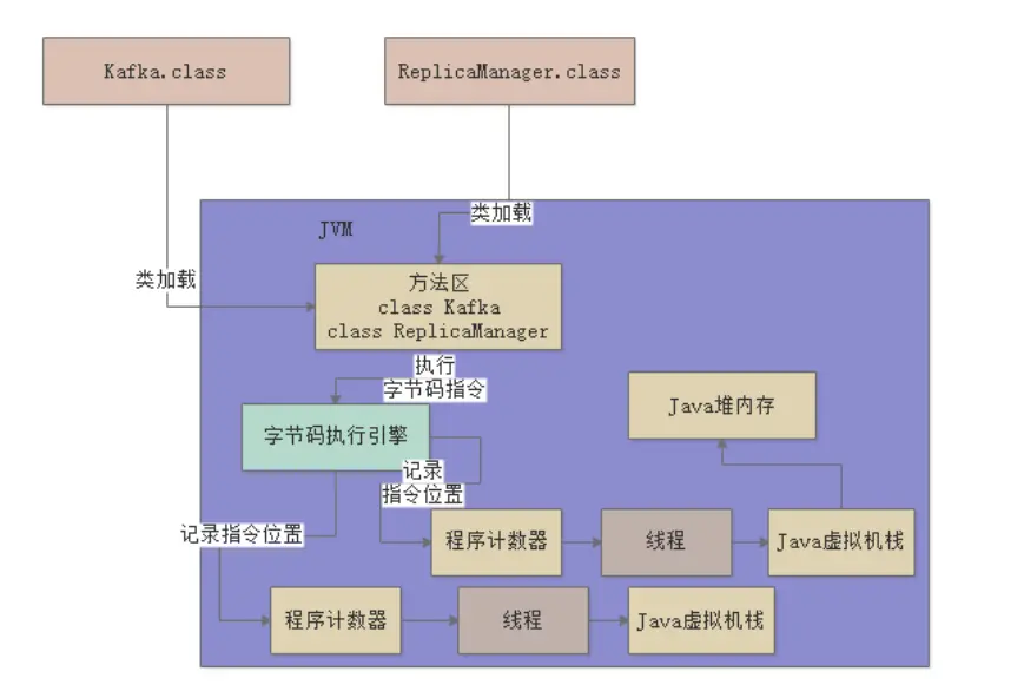 Kafka.class
ReplicaManager.class
类加载
JVM
类加载
方法区
class Kafka
class ReplicaManager
执行
字节码指令
Java堆内存
字节码执行引擎
记录
指令位置
记录指令位置
程序计数器
线程
Java虚拟机栈
程序计数器
线程
Java虚拟机栈